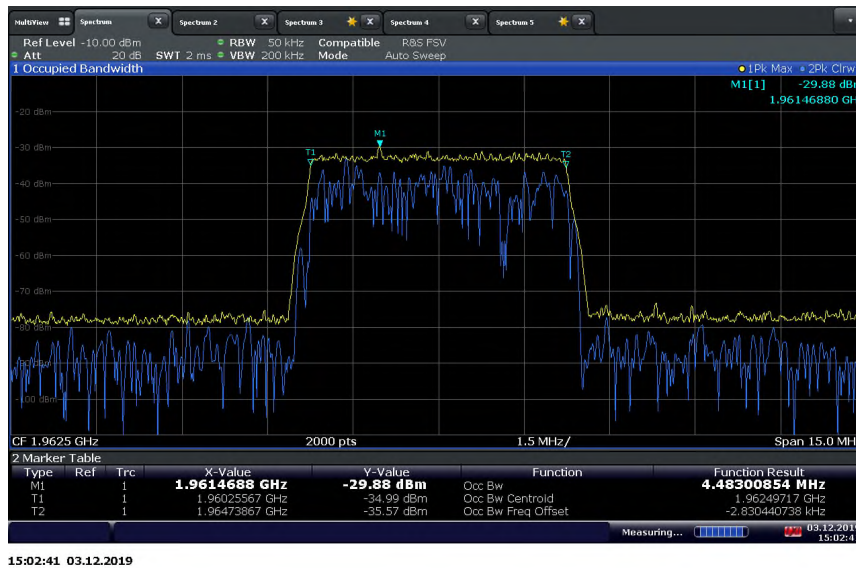 MultiView Spectrum X Spectrum 2 X Spectrum 3 X Spectrum 4 X Spectrum 5 X
Ref Level -10.00 dBm RBW 50 kHz Compatible R&S FSV
Att 20 dB SWT 2 ms VBW 200 kHz Mode Auto Sweep
1 Occupied Bandwidth 1Pk Max 2Pk Clrw
M1[1] -29.88 dBm
1.96146880 GH
-20 dBm
M1
-30 dBm
T1 T2
-40 dBm
-50 dBm
-60 dBm
-70 dBm
-80 dBm
-100 dBm
CF 1.9625 GHz 2000 pts 1.5 MHz/ Span 15.0 MH
2 Marker Table
Type Ref Trc X-Value Y-Value Function Function Result
M1 1 1.9614688 GHz -29.88 dBm Occ Bw 4.48300854 MHz
T1 1 1.96025567 GHz -34.99 dBm Occ Bw Centroid 1.96249717 GHz
T2 1 1.96473867 GHz -35.57 dBm Occ Bw Freq Offset -2.830440738 kHz
Measuring... 03.12.2019
15:02:4
15:02:41 03.12.2019